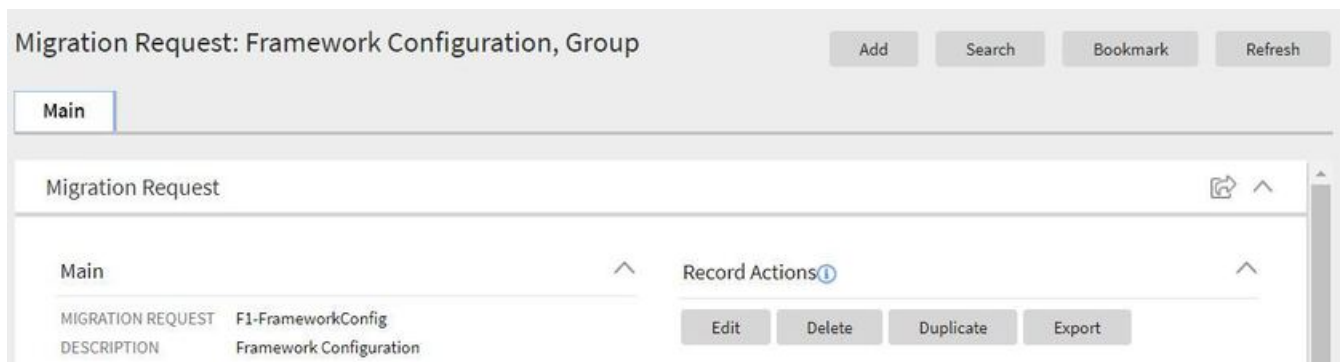 Migration Request: Framework Configuration, Group
Add Search Bookmark Refresh
Main
Migration Request
Main
Record Actions
MIGRATION REQUEST F1-FrameworkConfig
DESCRIPTION Framework Configuration
Edit Delete Duplicate Export